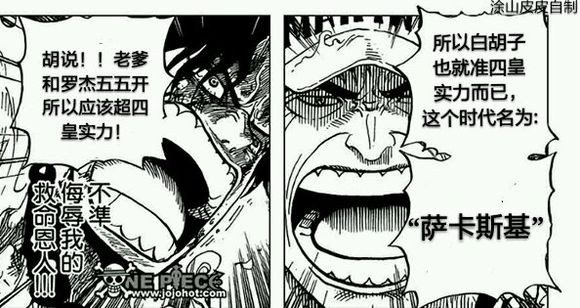 涂山皮皮自制
所以白胡子
也就准四皇
实力而已，
这个时代名为:
“萨卡斯基”
胡说！！老爹
和罗杰五五开
所以应该超四
皇实力！
不準
侮辱我的
救命恩人!!!
ONE PIECE
www.jojohot.com